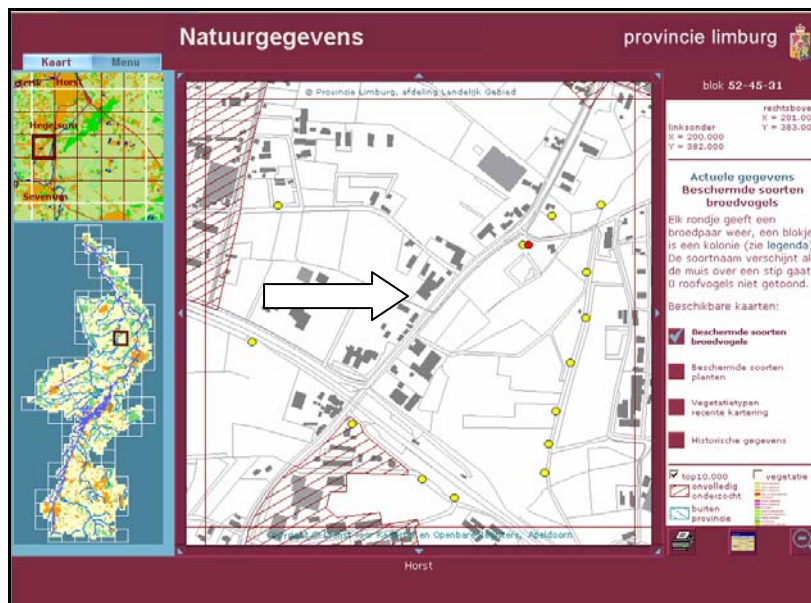 Natuurgegevens
provincie limburg
Kaart
Menu
Horst
Hegelsum
Sevenum
© Provincie Limburg, afdeling Landelijk Gebied
blok 52-45-31
rechtsbove
X = 201.00
Y = 383.00
linksonder
X = 200.000
Y = 382.000
Actuele gegevens
Beschermde soorten
broedvogels
Elk rondje geeft een
broedpaar weer, een blokje
is een kolonie (zie legenda)
De soortnaam verschijnt al
de muis over een stip gaat
0 roofvogels niet getoond.
Beschikbare kaarten:
Beschermde soorten
broedvogels
Beschermde soorten
planten
Vegetatietypen
recente kartering
Historische gegevens
top10.000
vegetatie
onvolledig
onderzocht
buiten
provincie
Horst